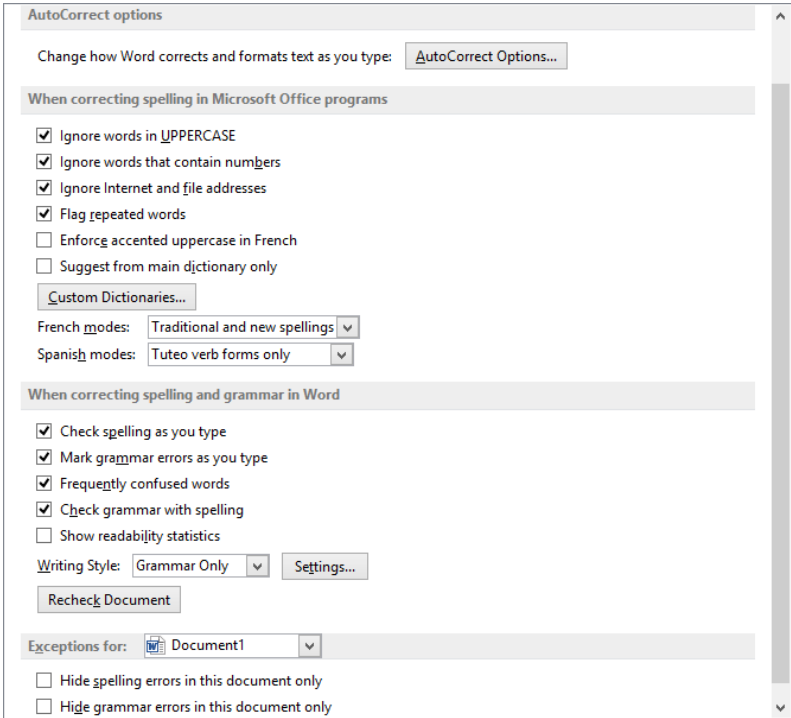 AutoCorrect options
Change how Word corrects and formats text as you type: AutoCorrect Options...
When correcting spelling in Microsoft Office programs
Ignore words in UPPERCASE
Ignore words that contain numbers
Ignore Internet and file addresses
Flag repeated words
Enforce accented uppercase in French
Suggest from main dictionary only
Custom Dictionaries...
French modes: Traditional and new spellings
Spanish modes: Tuteo verb forms only
When correcting spelling and grammar in Word
Check spelling as you type
Mark grammar errors as you type
Frequently confused words
Check grammar with spelling
Show readability statistics
Writing Style: Grammar Only Settings...
Recheck Document
Exceptions for: Document1
Hide spelling errors in this document only
Hide grammar errors in this document only